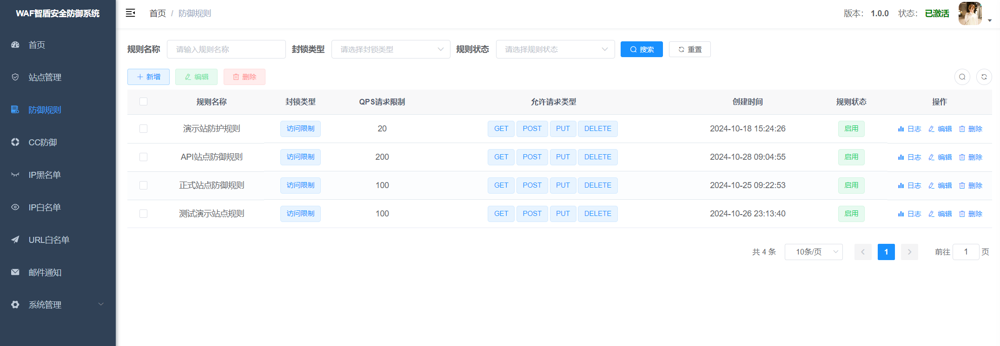 WAF智盾安全防御系统
首页 / 防御规则
版本： 1.0.0 状态： 已激活
首页
站点管理
防御规则
CC防御
IP黑名单
IP白名单
URL白名单
邮件通知
系统管理
规则名称 请输入规则名称 封锁类型 请选择封锁类型 规则状态 请选择规则状态 搜索 重置
新增 编辑 删除
规则名称 封锁类型 QPS请求限制 允许请求类型 创建时间 规则状态 操作
演示站防护规则 访问限制 20 GET POST PUT DELETE 2024-10-18 15:24:26 启用 日志 编辑 删除
API站点防御规则 访问限制 200 GET POST PUT DELETE 2024-10-28 09:04:55 启用 日志 编辑 删除
正式站点防御规则 访问限制 100 GET POST PUT DELETE 2024-10-25 09:22:53 启用 日志 编辑 删除
测试演示站点规则 访问限制 100 GET POST PUT DELETE 2024-10-26 23:13:40 启用 日志 编辑 删除
共 4 条 10条/页 1 前往 1 页